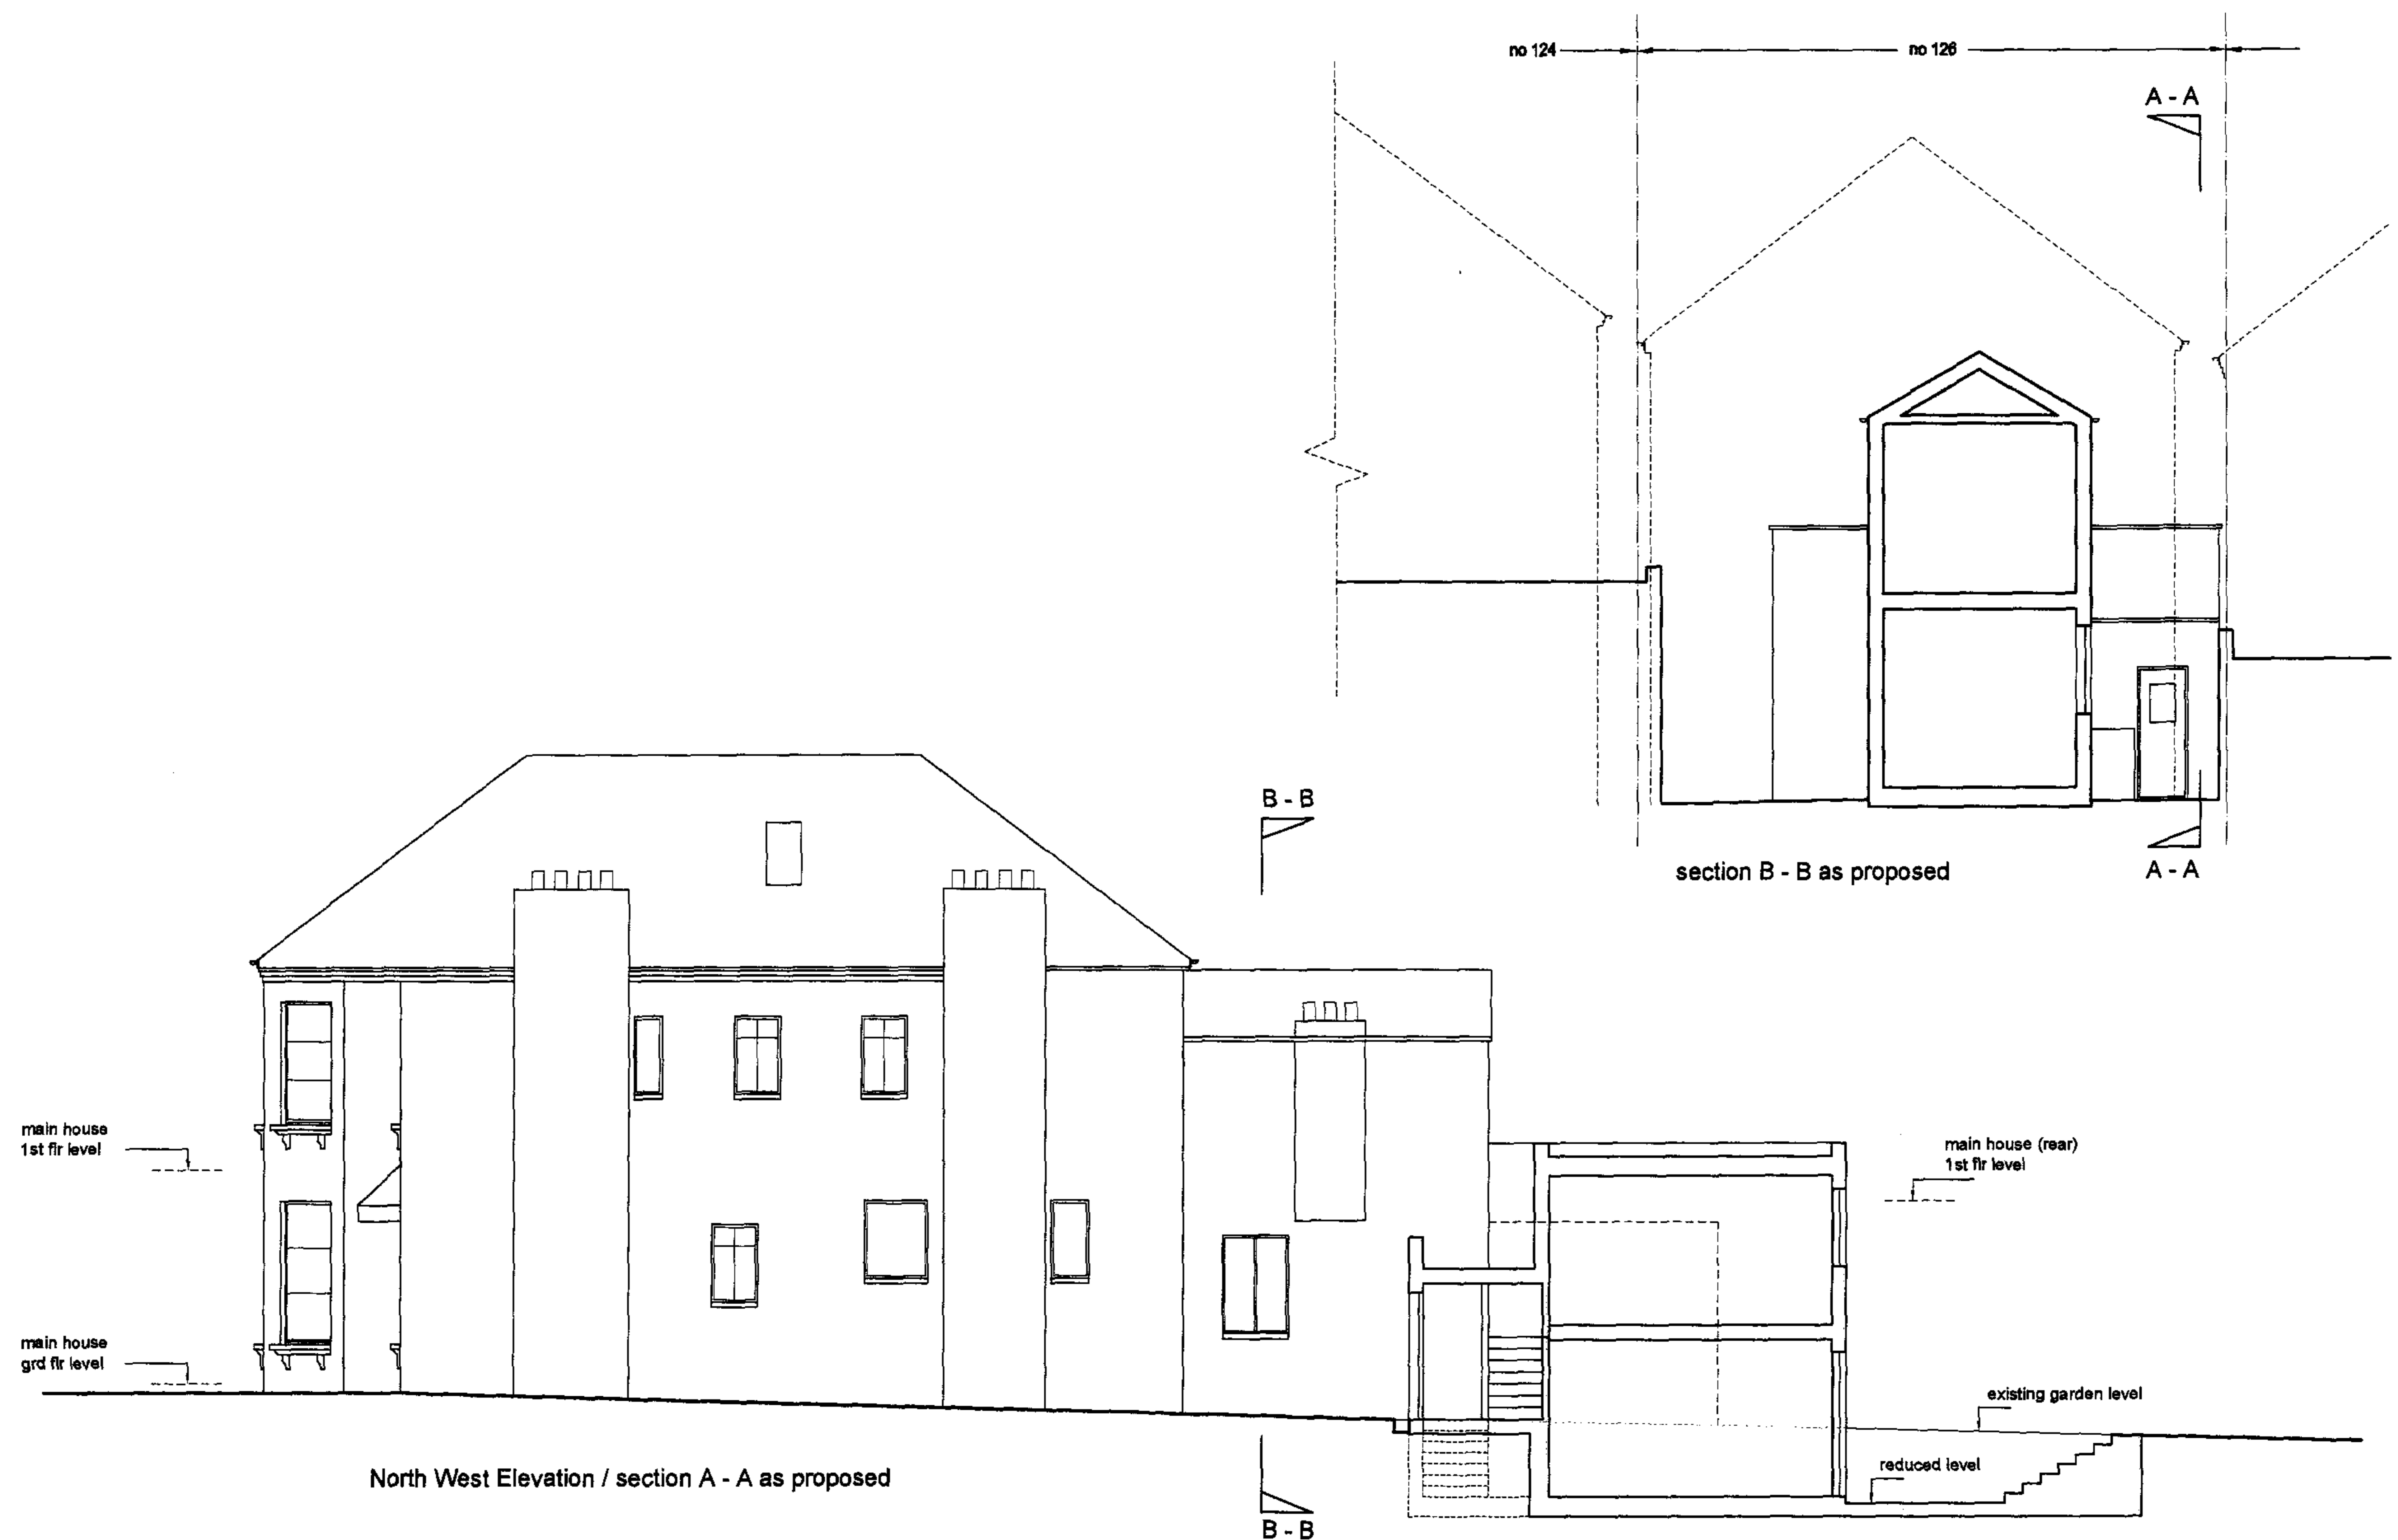 no 124
no 126
A - A
section B - B as proposed
A - A
B - B
main house
1st flr level
main house (rear)
1st flr level
main house
grd flr level
existing garden level
reduced level
North West Elevation / section A - A as proposed
B - B